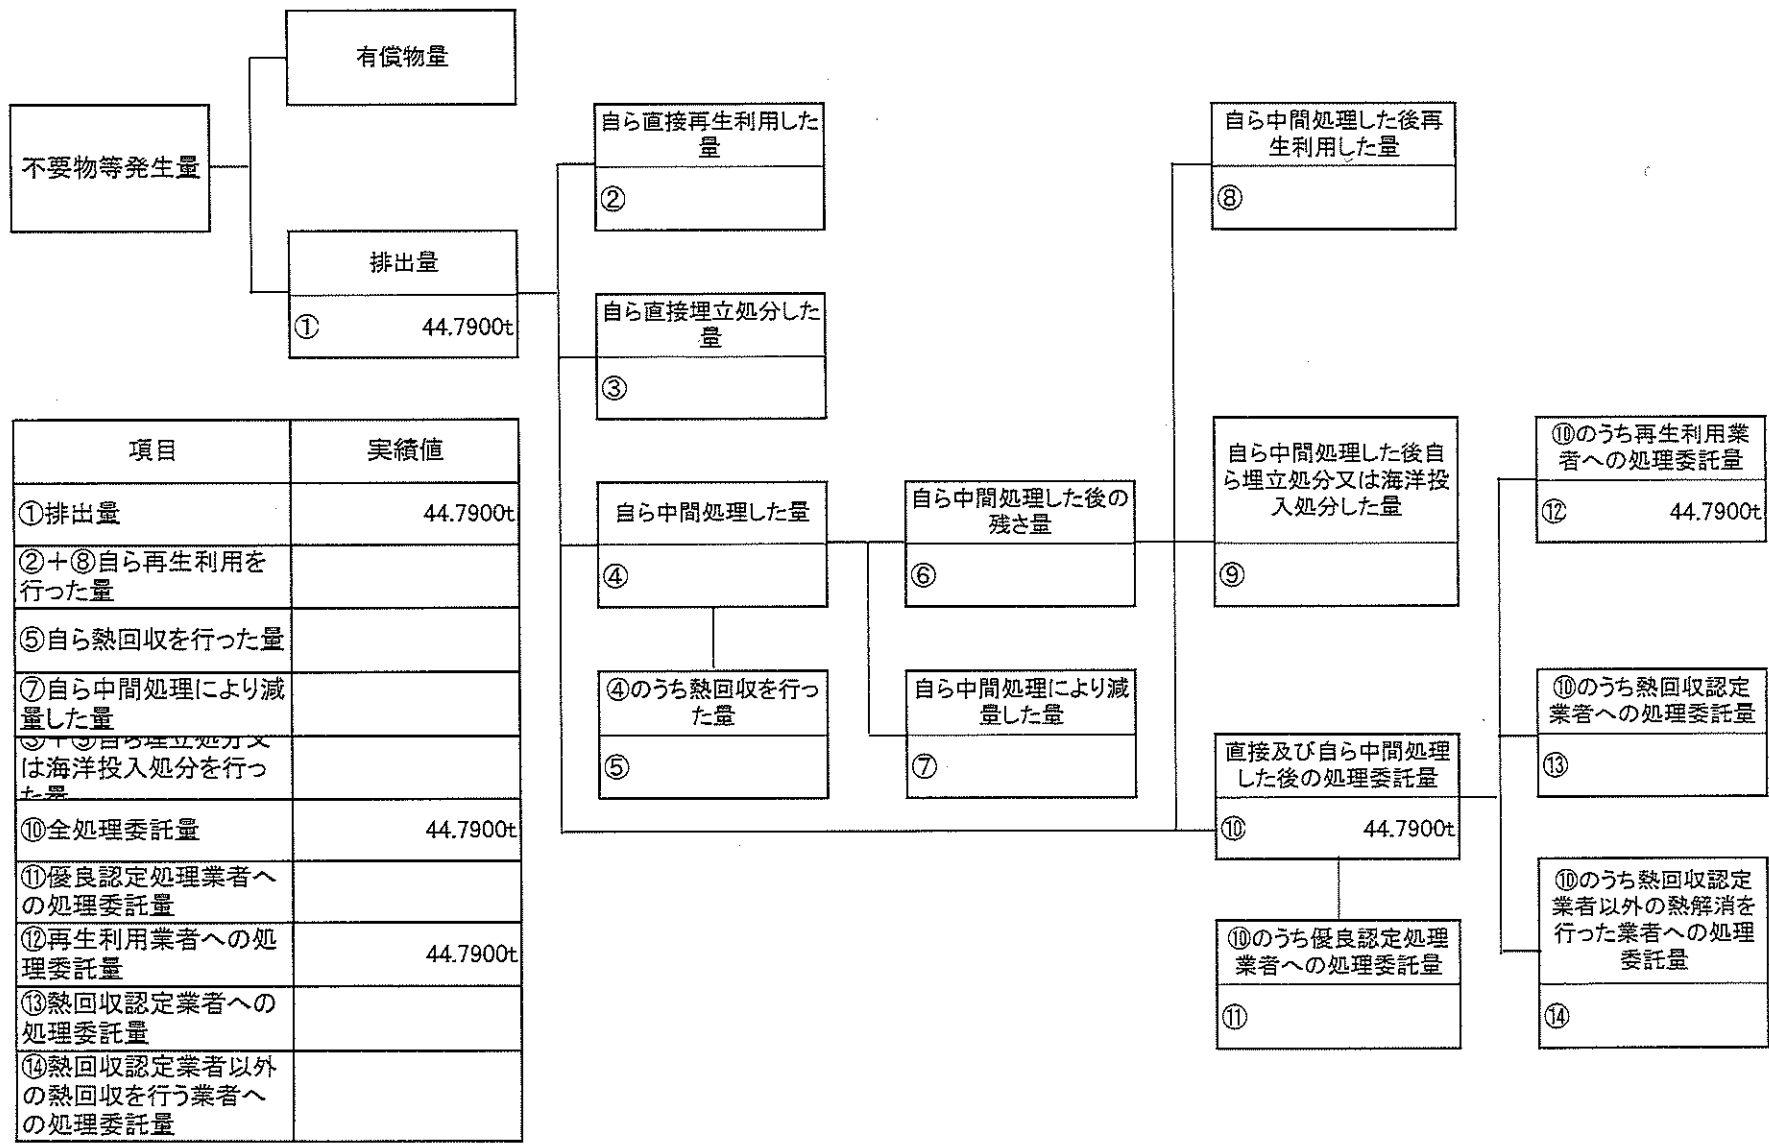 有償物量
不要物等発生量
排出量
① 44.7900t
自ら直接再生利用した
量
②
自ら直接埋立処分した
量
③
自ら中間処理した量
④
④のうち熱回収を行っ
た量
⑤
自ら中間処理した後の
残さ量
⑥
自ら中間処理により減
量した量
⑦
自ら中間処理した後再
生利用した量
⑧
自ら中間処理した後自
ら埋立処分又は海洋投
入処分した量
⑨
直接及び自ら中間処理
した後の処理委託量
⑩ 44.7900t
⑩のうち優良認定処理
業者への処理委託量
⑪
⑩のうち再生利用業
者への処理委託量
⑫ 44.7900t
⑩のうち熱回収認定
業者への処理委託量
⑬
⑩のうち熱回収認定
業者以外の熱解消を
行った業者への処理
委託量
⑭
項目 実績値
①排出量 44.7900t
②＋⑧自ら再生利用を
行った量
⑤自ら熱回収を行った量
⑦自ら中間処理により減
量した量
③＋⑨自ら埋立処分又
は海洋投入処分を行っ
た量
⑩全処理委託量 44.7900t
⑪優良認定処理業者へ
の処理委託量
⑫再生利用業者への処
理委託量 44.7900t
⑬熱回収認定業者への
処理委託量
⑭熱回収認定業者以外
の熱回収を行う業者へ
の処理委託量